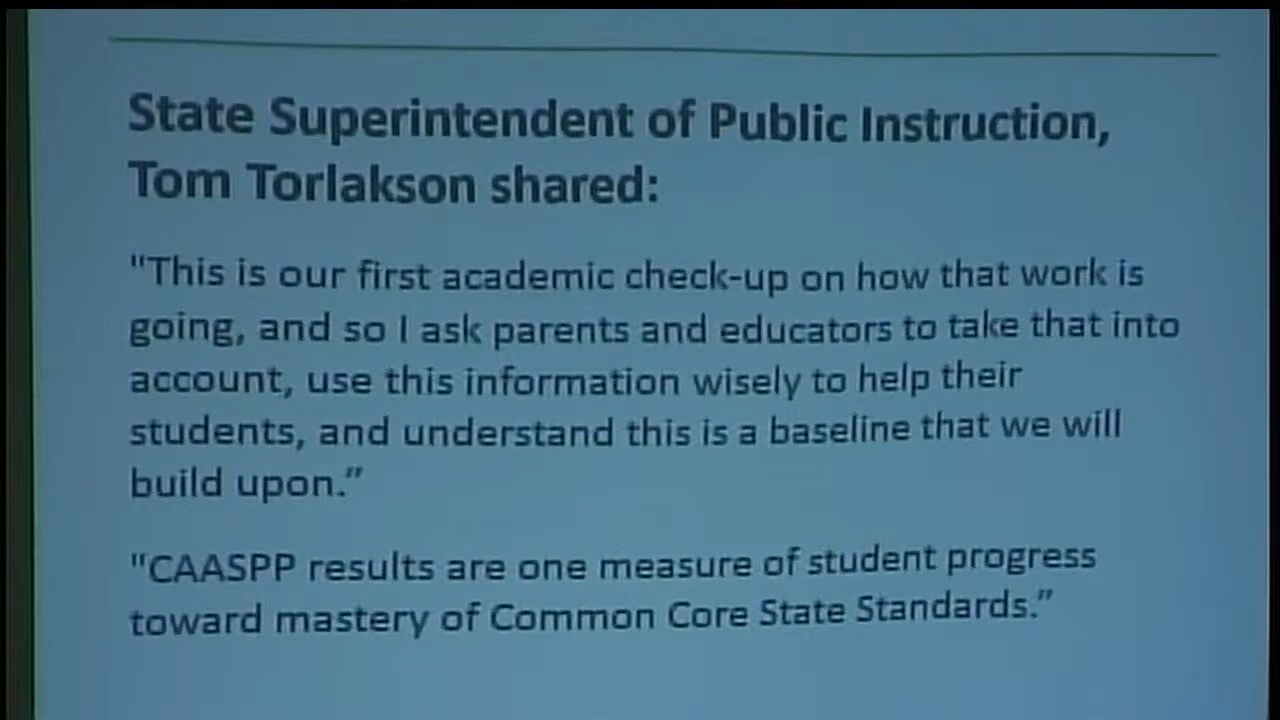 State Superintendent of Public Instruction,
Tom Torlakson shared:
"This is our first academic check-up on how that work is
going, and so I ask parents and educators to take that into
account, use this information wisely to help their
students, and understand this is a baseline that we will
build upon.”
"CAASPP results are one measure of student progress
toward mastery of Common Core State Standards.”